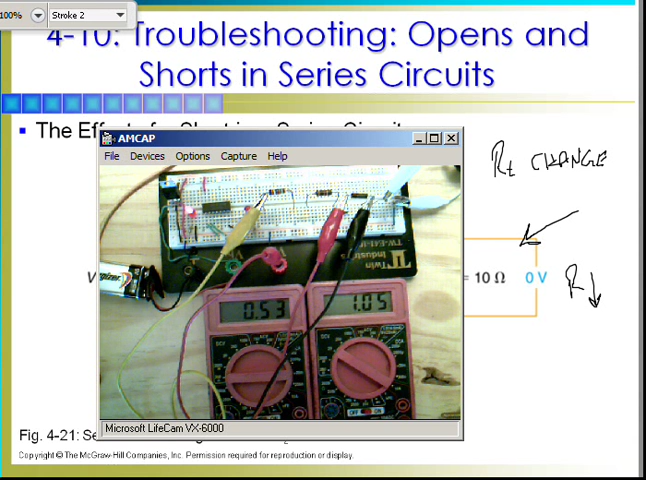 100%
Stroke 2
4-10: Troubleshooting: Opens and
Shorts in Series Circuits
The Eff
AMCAP
File Devices Options Capture Help
Rt CHANGE
V
= 10 Ω 0 V
R↓
Industries
0.53
1.05
OFF
Microsoft LifeCam VX-6000
Fig. 4-21: Se
Copyright © The McGraw-Hill Companies, Inc. Permission required for reproduction or display.